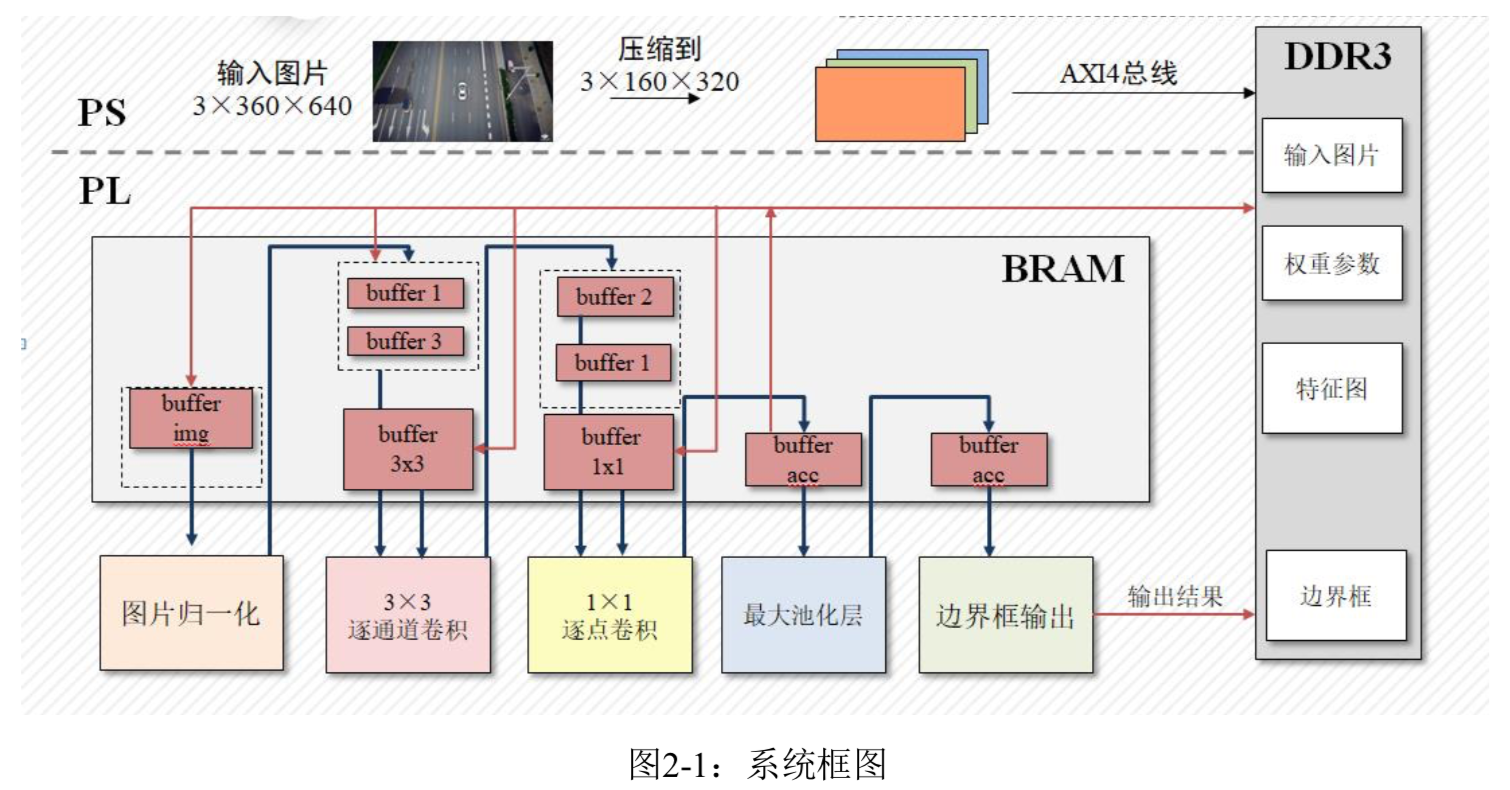 PS
输入图片
3×360×640
压缩到
3×160×320
AXI4总线
DDR3
输入图片
权重参数
特征图
边界框
PL
BRAM
buffer 1
buffer 3
buffer 2
buffer 1
buffer
img
buffer
3x3
buffer
1x1
buffer
acc
buffer
acc
图片归一化
3×3
逐通道卷积
1×1
逐点卷积
最大池化层
边界框输出
输出结果
图2-1：系统框图